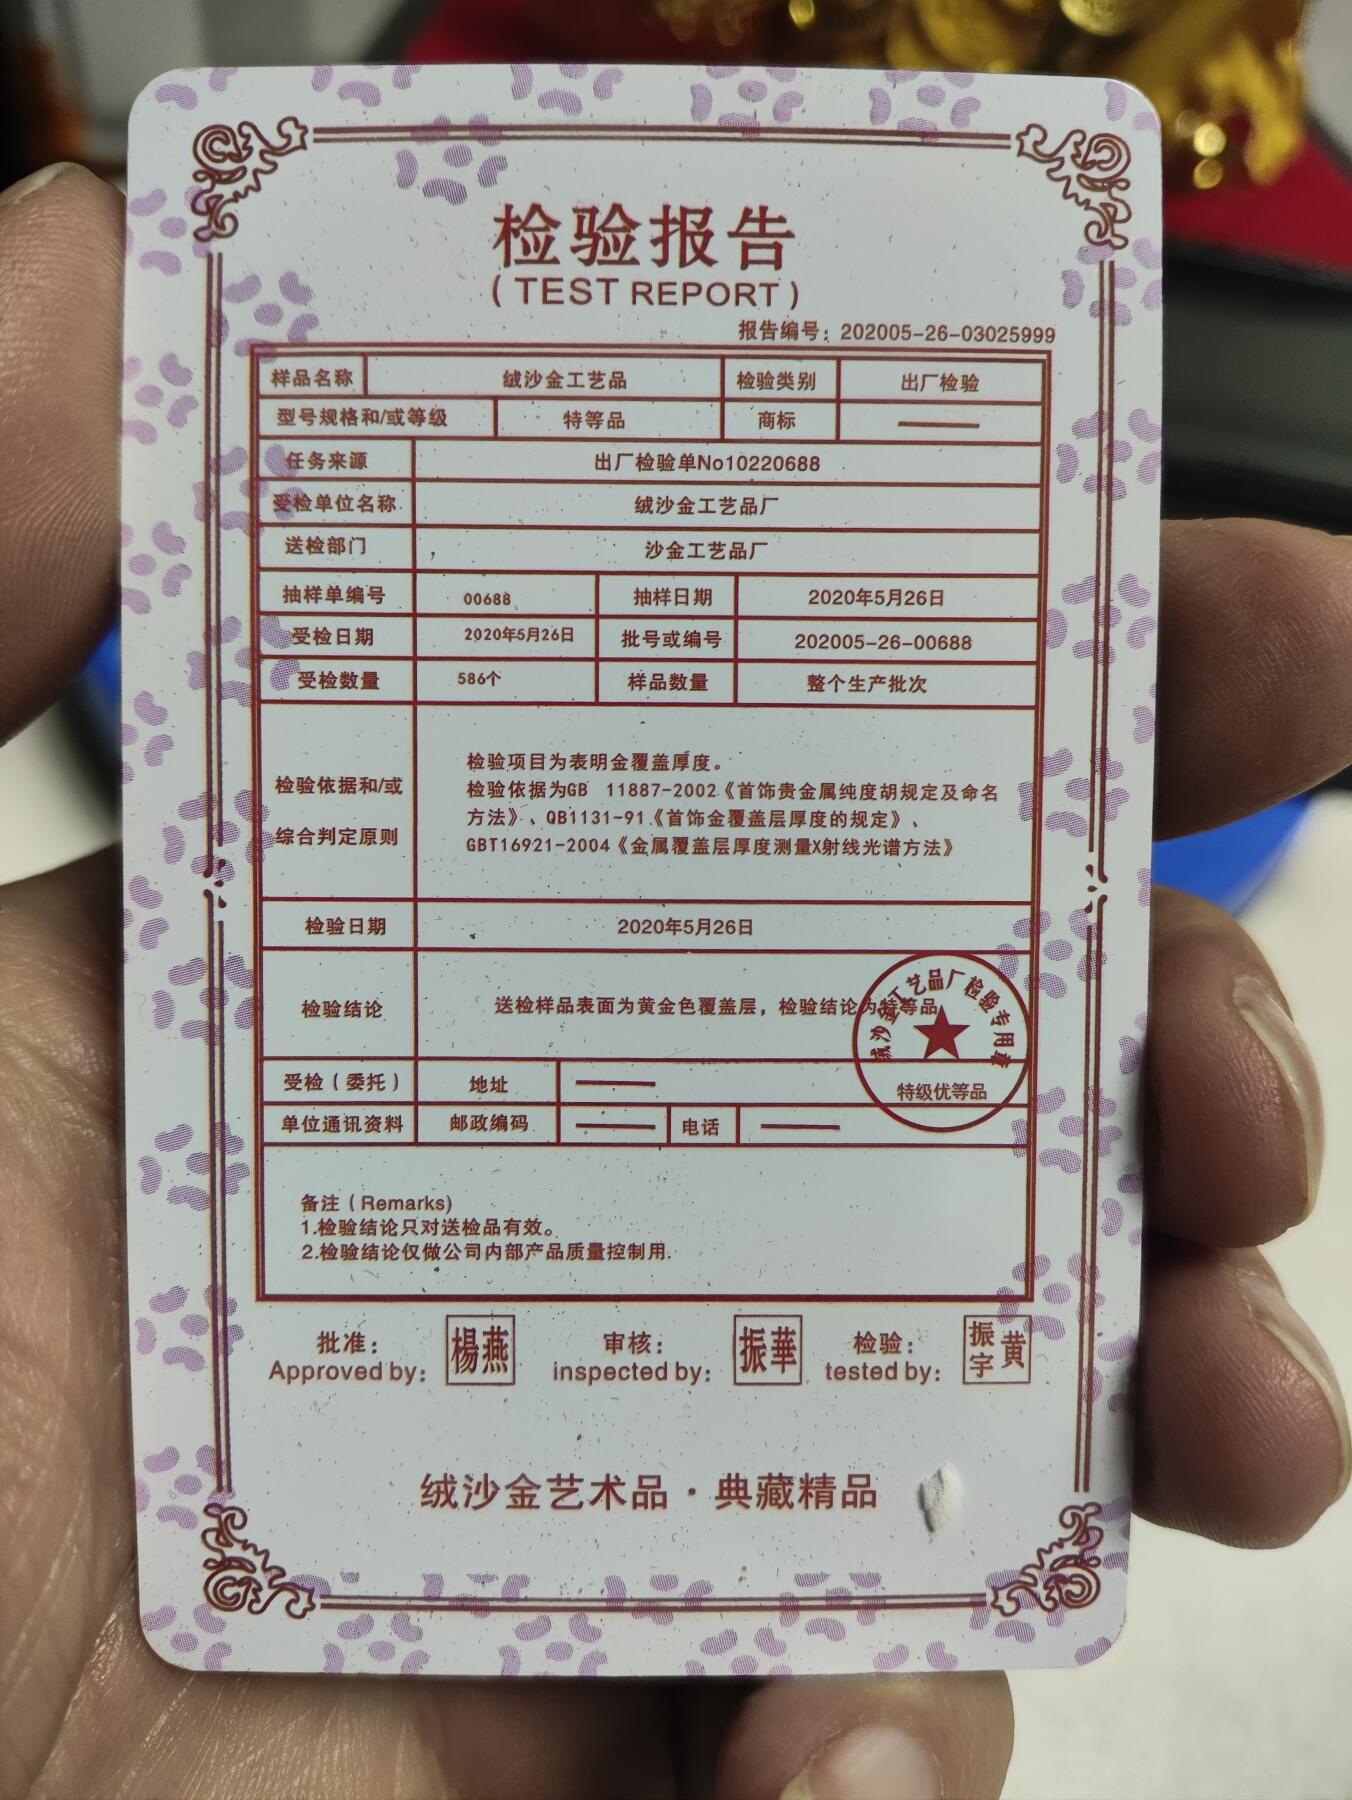 检验报告
(TEST REPORT)
报告编号：202005-26-03025999
样品名称 绒沙金工艺品 检验类别 出厂检验
型号规格和/或等级 特等品 商标 ——
任务来源 出厂检验单No10220688
受检单位名称 绒沙金工艺品厂
送检部门 沙金工艺品厂
抽样单编号 00688 抽样日期 2020年5月26日
受检日期 2020年5月26日 批号或编号 202005-26-00688
受检数量 586个 样品数量 整个生产批次
检验依据和/或
综合判定原则
检验项目为表明金覆盖厚度。
检验依据为GB 11887-2002《首饰贵金属纯度胡规定及命名
方法》、QB1131-91《首饰金覆盖层厚度的规定》、
GBT16921-2004《金属覆盖层厚度测量X射线光谱方法》
检验日期 2020年5月26日
检验结论 送检样品表面为黄金色覆盖层，检验结论为特等品
绒沙金工艺品厂检验专用章
特级优等品
受检（委托） 地址 ——
单位通讯资料 邮政编码 —— 电话 ——
备注（Remarks)
1.检验结论只对送检品有效。
2.检验结论仅做公司内部产品质量控制用.
批准： 楊燕 审核： 振華 检验： 振宇黄
Approved by: inspected by: tested by:
绒沙金艺术品·典藏精品